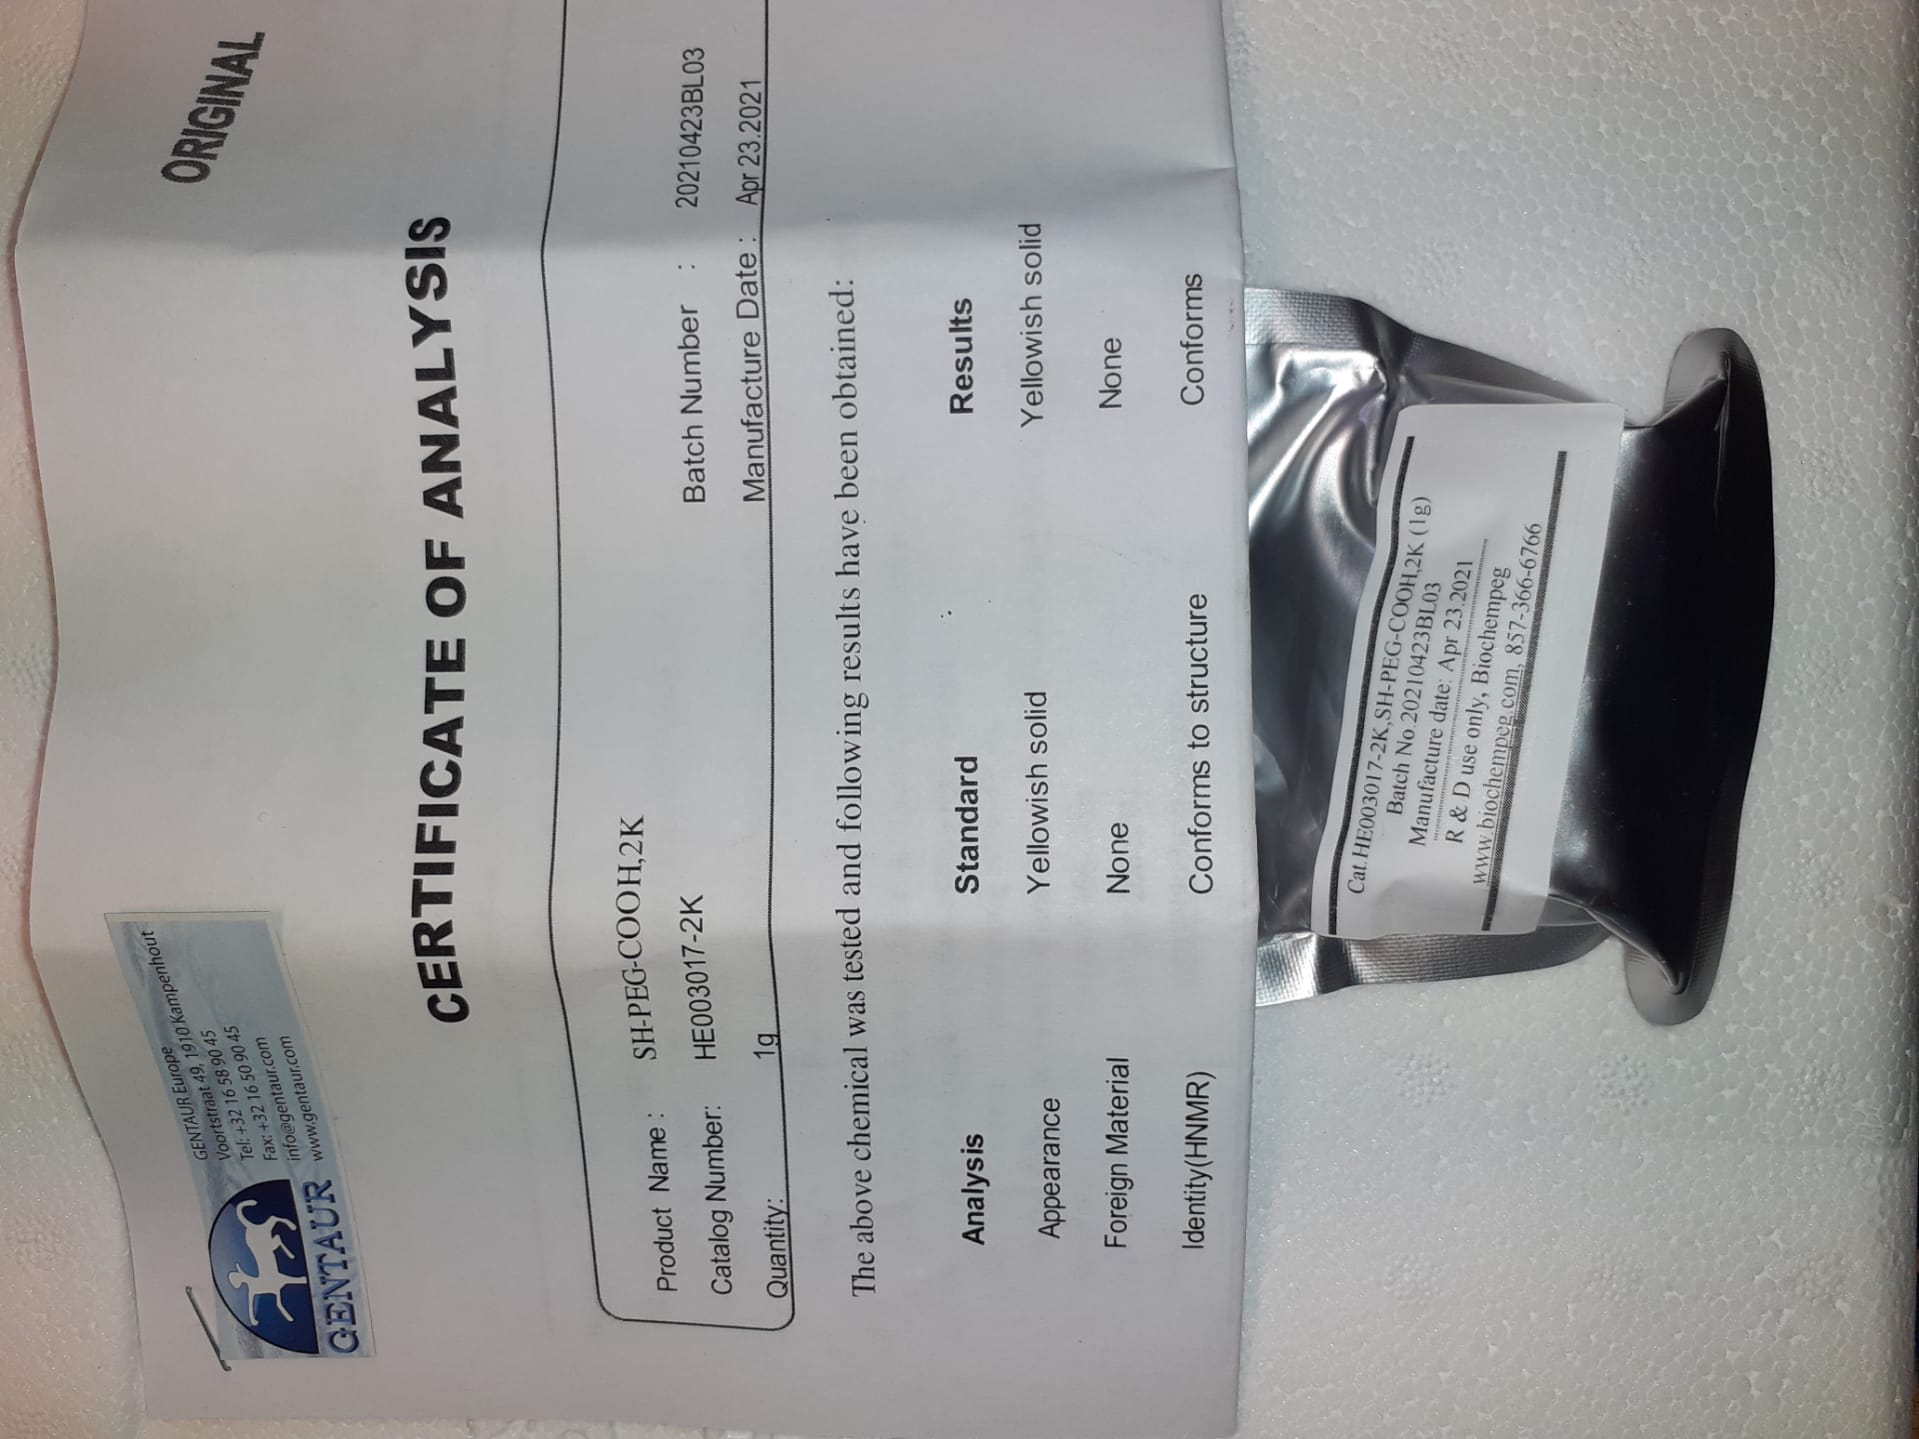 GENTAUR Europe
Voortstraat 49, 1910 Kampenhout
Tel: +32 16 58 90 45
Fax: +32 16 50 90 45
info@gentaur.com
www.gentaur.com
GENTAUR
ORIGINAL
CERTIFICATE OF ANALYSIS
Product Name : SH-PEG-COOH,2K
Catalog Number: HE003017-2K Batch Number : 20210423BL03
Quantity: 1g Manufacture Date : Apr 23.2021
The above chemical was tested and following results have been obtained:
Analysis Standard Results
Appearance Yellowish solid Yellowish solid
Foreign Material None None
Identity(HNMR) Conforms to structure Conforms
Cat.HE003017-2K,SH-PEG-COOH,2K (1g)
Batch No.20210423BL03
Manufacture date: Apr 23.2021
R & D use only, Biochempeg
www.biochempeg.com, 857-366-6766